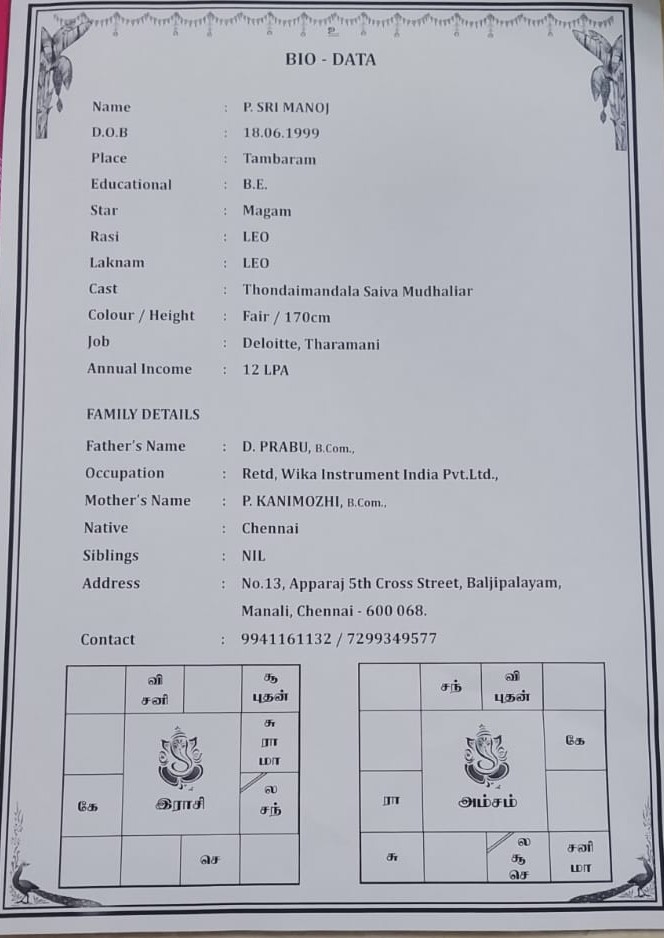 உ
BIO - DATA
Name : P. SRI MANOJ
D.O.B : 18.06.1999
Place : Tambaram
Educational : B.E.
Star : Magam
Rasi : LEO
Laknam : LEO
Cast : Thondaimandala Saiva Mudhaliar
Colour / Height : Fair / 170cm
Job : Deloitte, Tharamani
Annual Income : 12 LPA
FAMILY DETAILS
Father's Name : D. PRABU, B.Com.,
Occupation : Retd, Wika Instrument India Pvt.Ltd.,
Mother's Name : P. KANIMOZHI, B.Com.,
Native : Chennai
Siblings : NIL
Address : No.13, Apparaj 5th Cross Street, Baljipalayam,
Manali, Chennai - 600 068.
Contact : 9941161132 / 7299349577
வி
சனி
சூ
புதன்
சு
ரா
மா
கே
இராசி
ல
சந்
செ
சந்
வி
புதன்
கே
ரா
அம்சம்
சு
ல
சூ
செ
சனி
மா